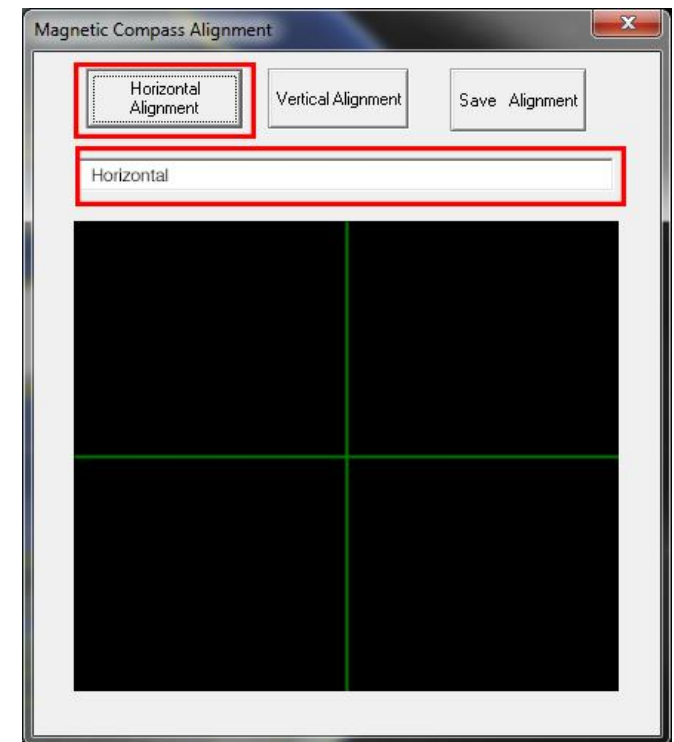 Magnetic Compass Alignment
Horizontal
Alignment
Vertical Alignment
Save Alignment
Horizontal